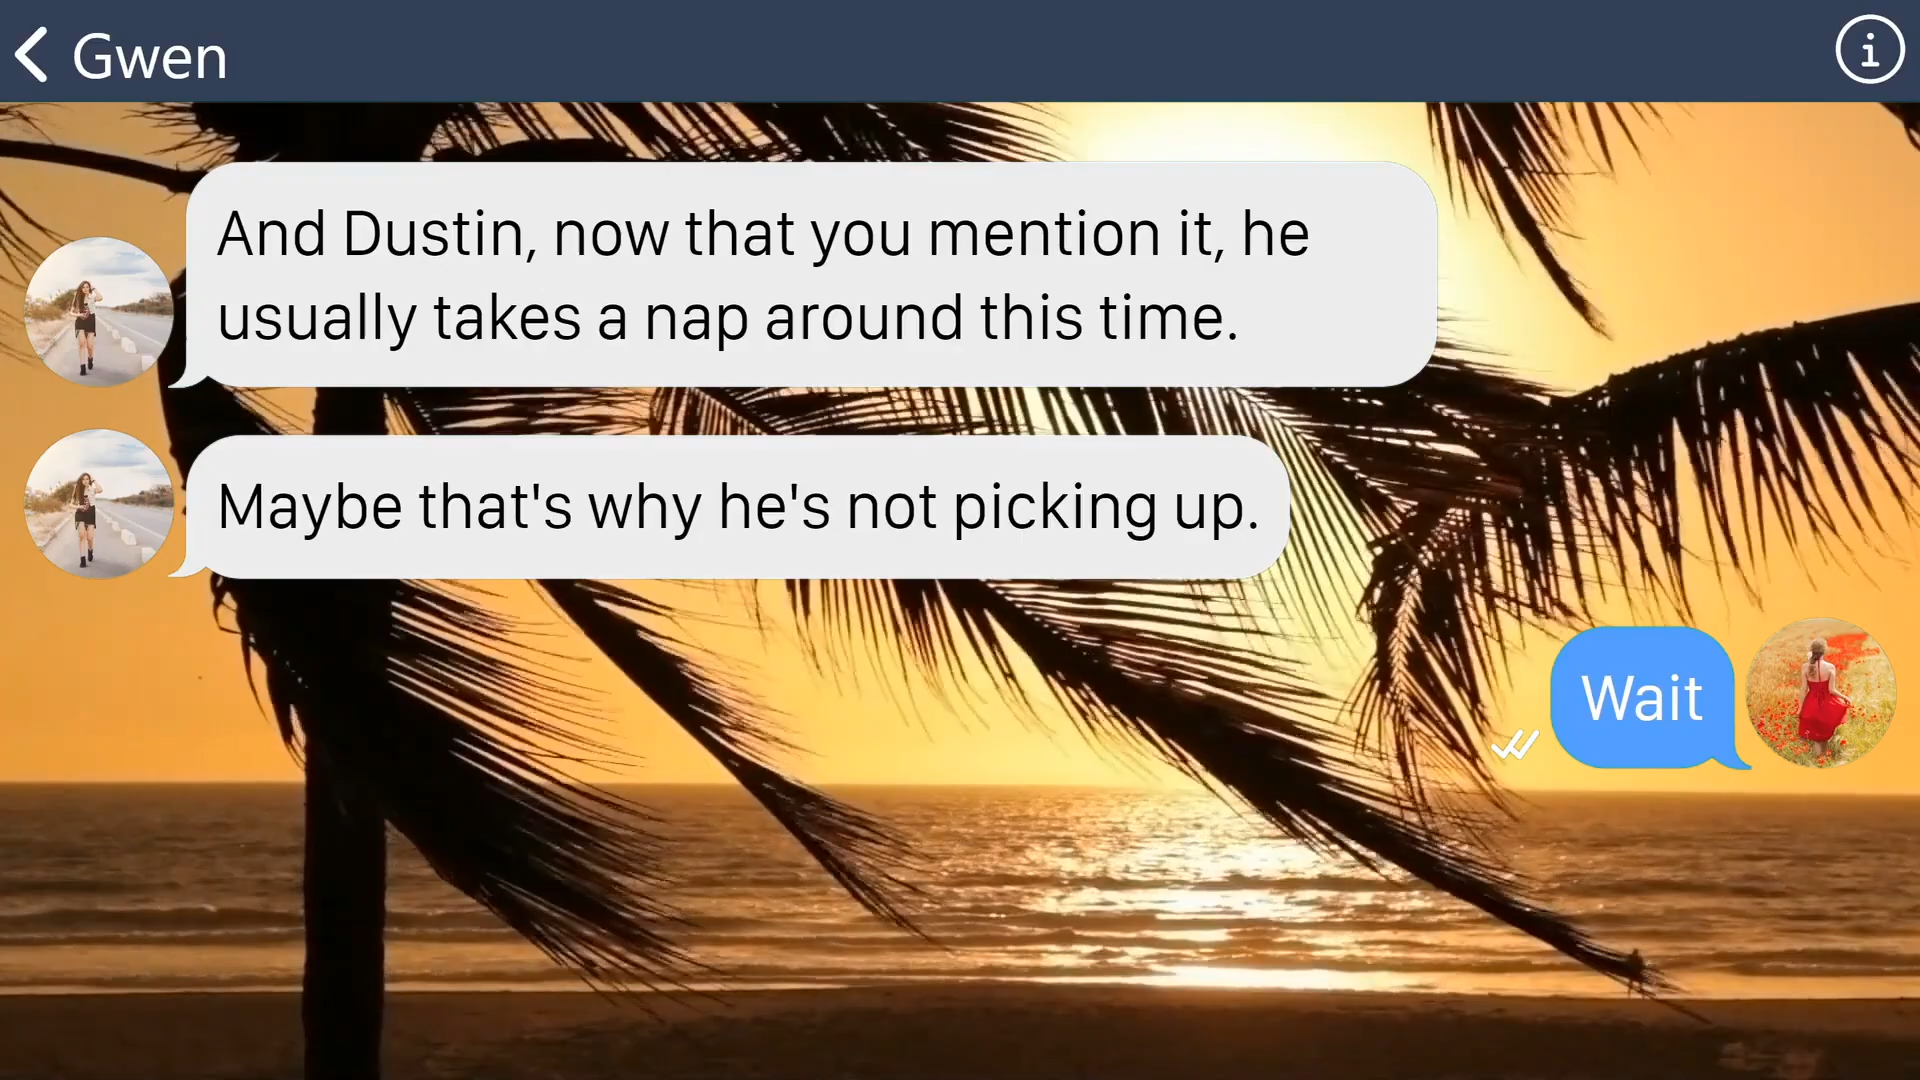 Gwen
And Dustin, now that you mention it, he
usually takes a nap around this time.
Maybe that's why he's not picking up.
Wait